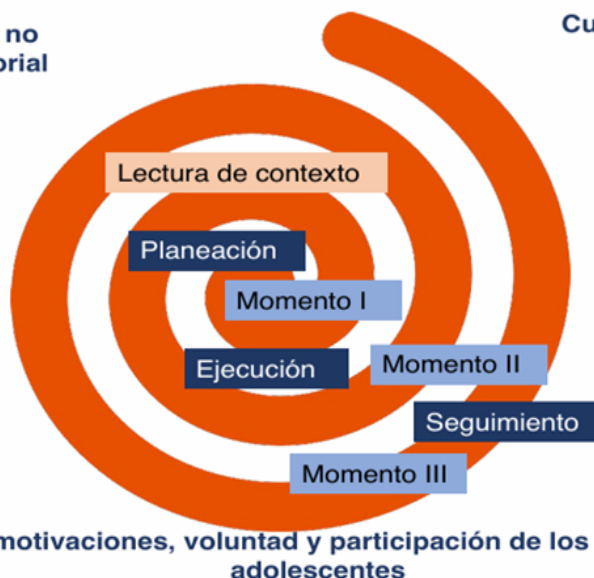 no
orial
Cu
Lectura de contexto
Planeación
Momento I
Ejecución
Momento II
Seguimiento
Momento III
motivaciones, voluntad y participación de los
adolescentes